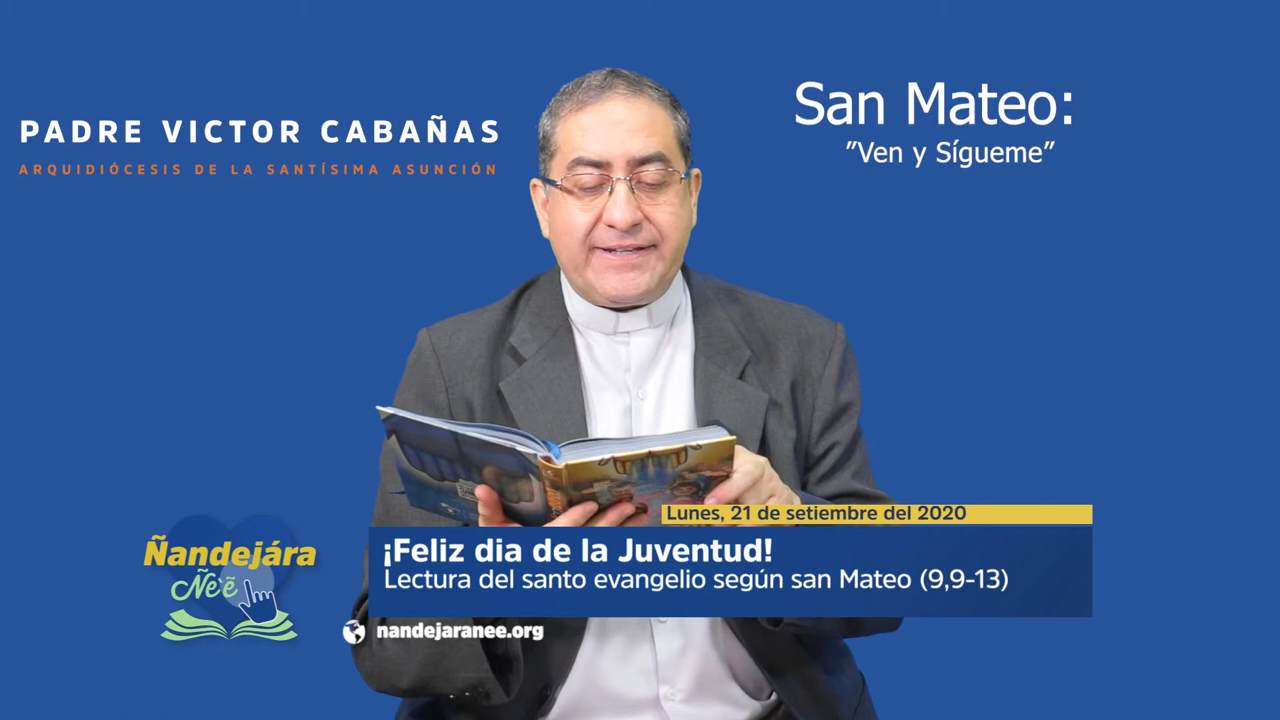 PADRE VICTOR CABAÑAS
ARQUIDIÓCESIS DE LA SANTÍSIMA ASUNCIÓN
San Mateo:
”Ven y Sígueme”
Lunes, 21 de setiembre del 2020
¡Feliz dia de la Juventud!
Lectura del santo evangelio según san Mateo (9,9-13)
Ñandejára
Ñe'ẽ
nandejaranee.org